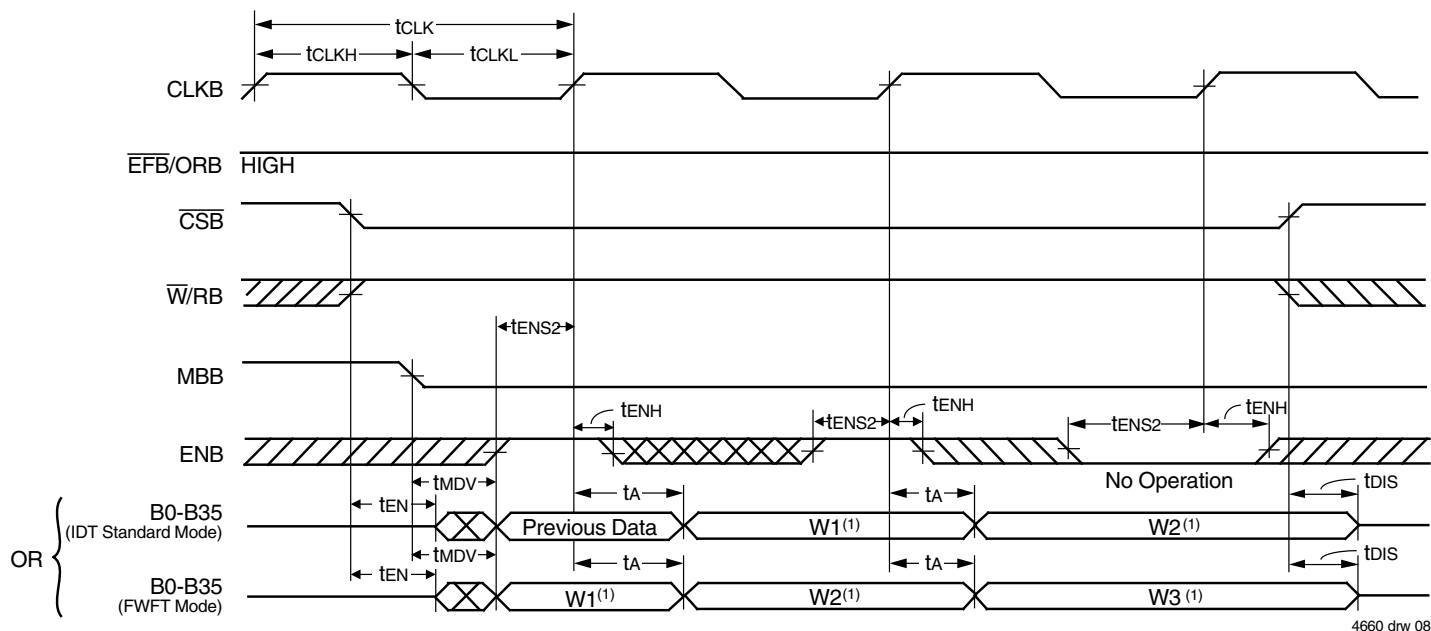 tCLK
tCLKH
tCLKL
CLKB
EFB/ORB HIGH
CSB
W/RB
tENS2
MBB
tENH
tENS2
tENH
tENS2
tENH
ENB
No Operation
tMDV
tEN
tA
tA
tDIS
B0-B35
(IDT Standard Mode)
Previous Data
W1(1)
W2(1)
OR
tMDV
tEN
tA
tA
tDIS
B0-B35
(FWFT Mode)
W1(1)
W2(1)
W3 (1)
4660 drw 08